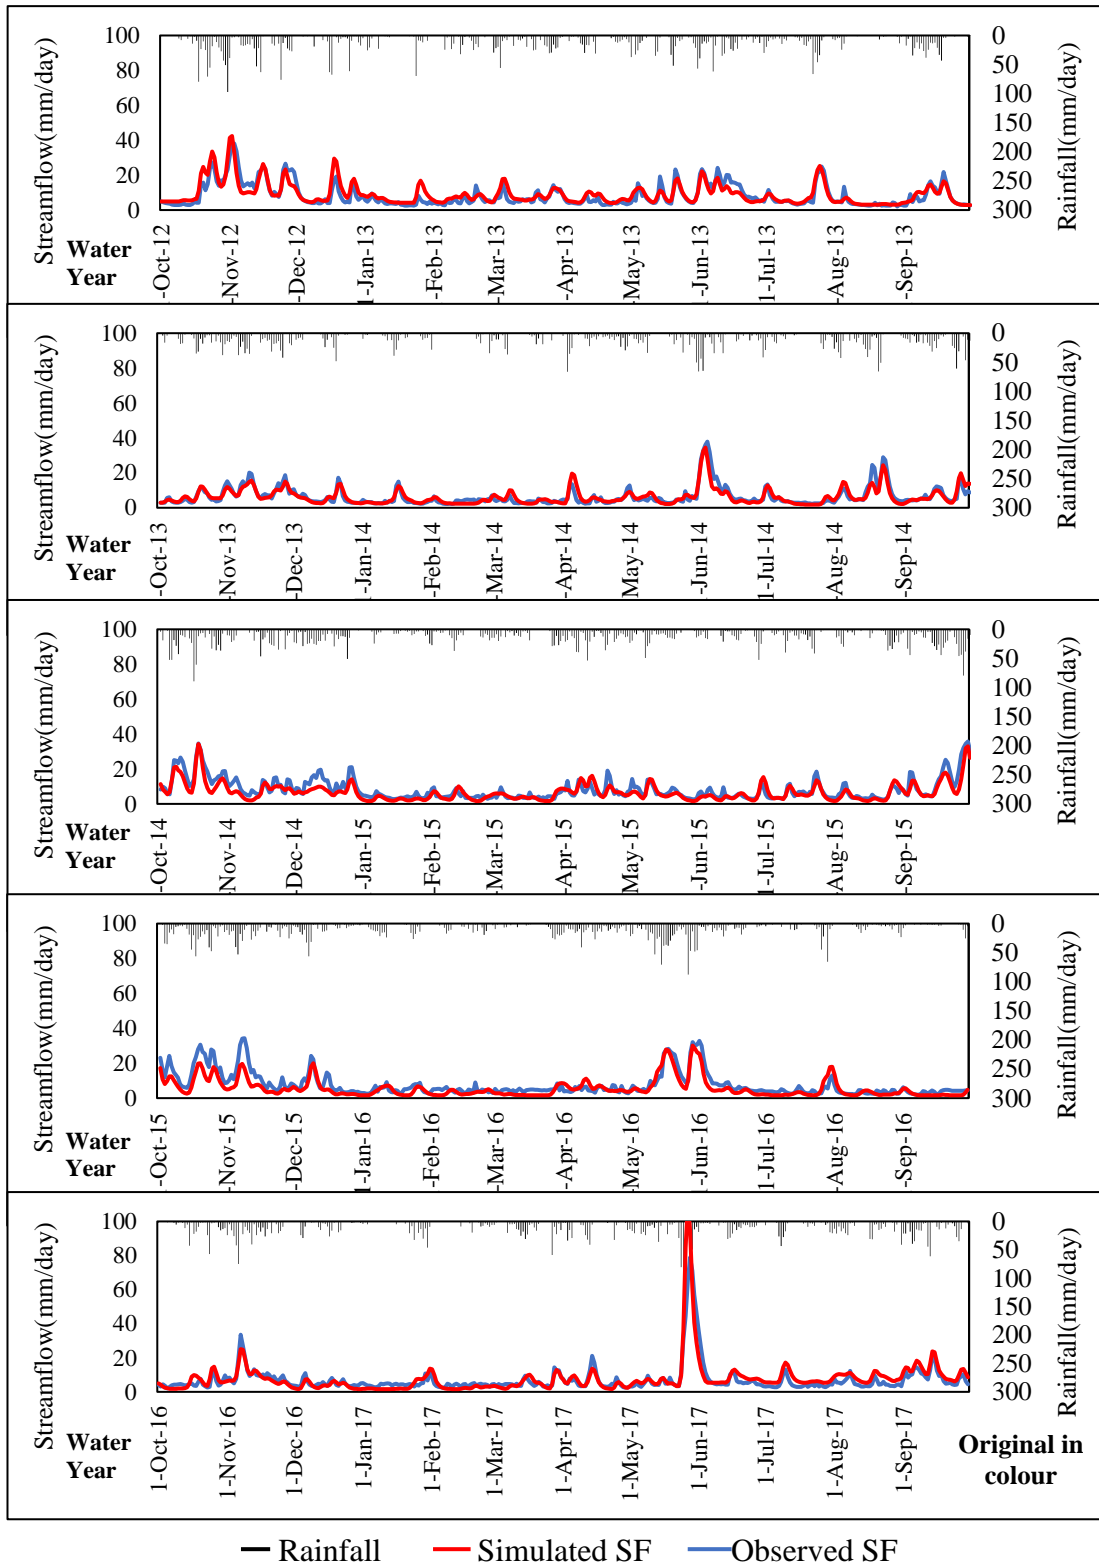 Streamflow(mm/day)
100
80
60
40
20
0
0
50
100
150
200
250
300
Rainfall(mm/day)
Water
Year
-Oct-12
-Nov-12
-Dec-12
1-Jan-13
-Feb-13
-Mar-13
-Apr-13
-May-13
1-Jun-13
1-Jul-13
-Aug-13
-Sep-13
Streamflow(mm/day)
100
80
60
40
20
0
0
50
100
150
200
250
300
Rainfall(mm/day)
Water
Year
-Oct-13
-Nov-13
-Dec-13
1-Jan-14
-Feb-14
-Mar-14
-Apr-14
-May-14
1-Jun-14
1-Jul-14
-Aug-14
-Sep-14
Streamflow(mm/day)
100
80
60
40
20
0
0
50
100
150
200
250
300
Rainfall(mm/day)
Water
Year
-Oct-14
-Nov-14
-Dec-14
-Jan-15
-Feb-15
-Mar-15
-Apr-15
-May-15
-Jun-15
1-Jul-15
-Aug-15
-Sep-15
Streamflow(mm/day)
100
80
60
40
20
0
0
50
100
150
200
250
300
Rainfall(mm/day)
Water
Year
-Oct-15
-Nov-15
-Dec-15
1-Jan-16
-Feb-16
-Mar-16
-Apr-16
-May-16
1-Jun-16
1-Jul-16
-Aug-16
-Sep-16
Streamflow(mm/day)
100
80
60
40
20
0
0
50
100
150
200
250
300
Rainfall(mm/day)
Water
Year
1-Oct-16
1-Nov-16
1-Dec-16
1-Jan-17
1-Feb-17
1-Mar-17
1-Apr-17
1-May-17
1-Jun-17
1-Jul-17
1-Aug-17
1-Sep-17
Original in
colour
Rainfall Simulated SF Observed SF